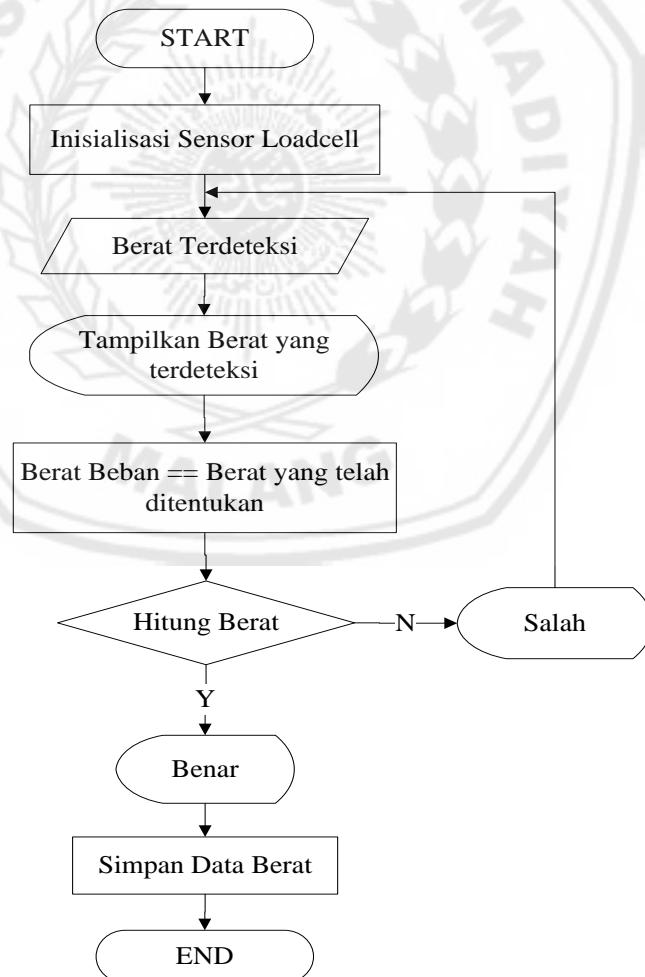 START
Inisialisasi Sensor Loadcell
Berat Terdeteksi
Tampilkan Berat yang
terdeteksi
Berat Beban == Berat yang telah
ditentukan
Hitung Berat
N
Salah
Y
Benar
Simpan Data Berat
END
MALANG